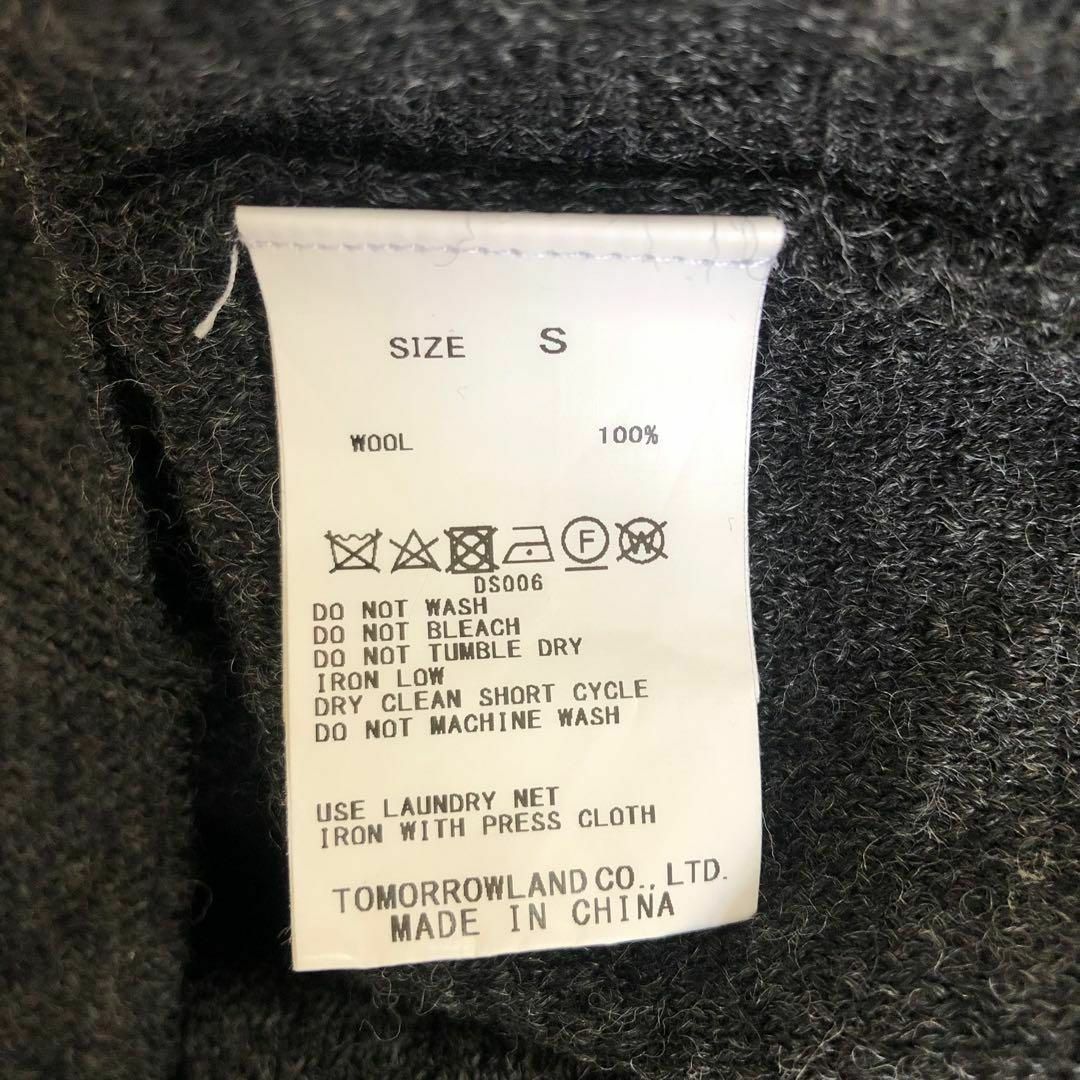 SIZE S
WOOL 100%
F W
DS006
DO NOT WASH
DO NOT BLEACH
DO NOT TUMBLE DRY
IRON LOW
DRY CLEAN SHORT CYCLE
DO NOT MACHINE WASH
USE LAUNDRY NET
IRON WITH PRESS CLOTH
TOMORROWLAND CO., LTD.
MADE IN CHINA